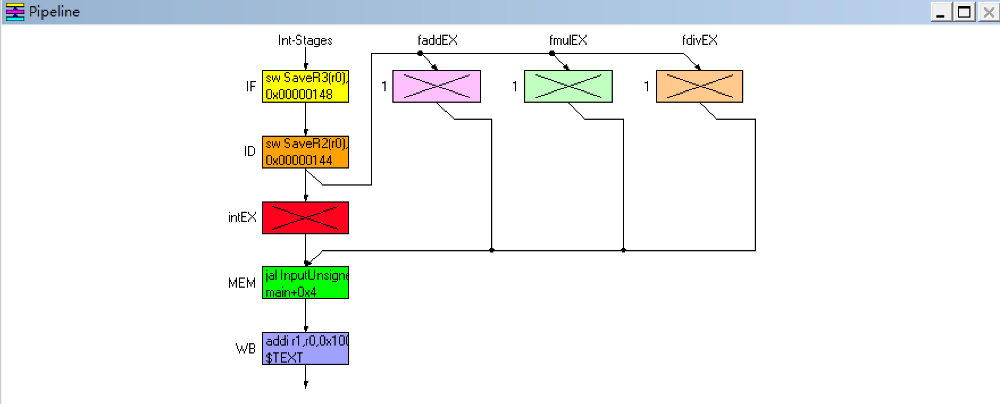 Pipeline
Int-Stages
faddEX
fmulEX
fdivEX
IF
sw SaveR3(r0),
0x00000148
1
1
1
ID
sw SaveR2(r0),
0x00000144
intEX
MEM
jal InputUnsigne
main+0x4
WB
addi r1,r0,0x100
$TEXT